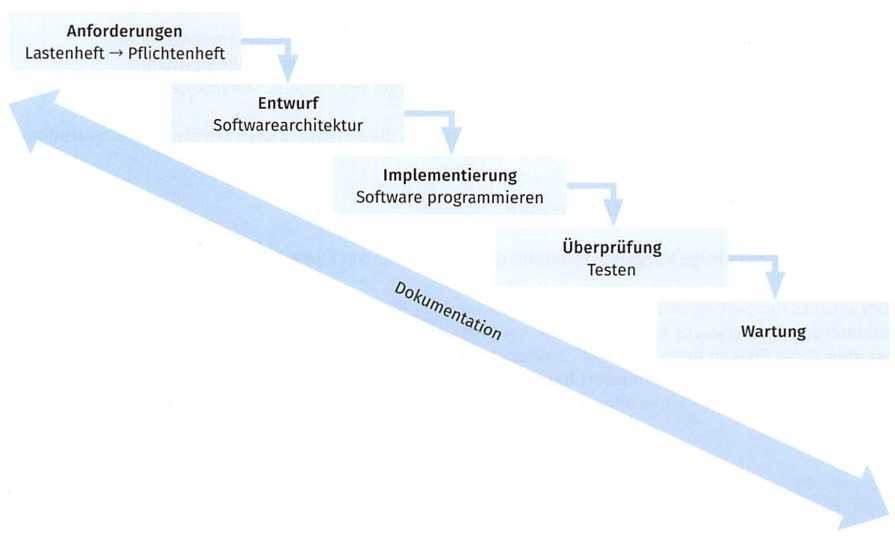 Anforderungen
Lastenheft → Pflichtenheft
Entwurf
Softwarearchitektur
Implementierung
Software programmieren
Überprüfung
Testen
Wartung
Dokumentation